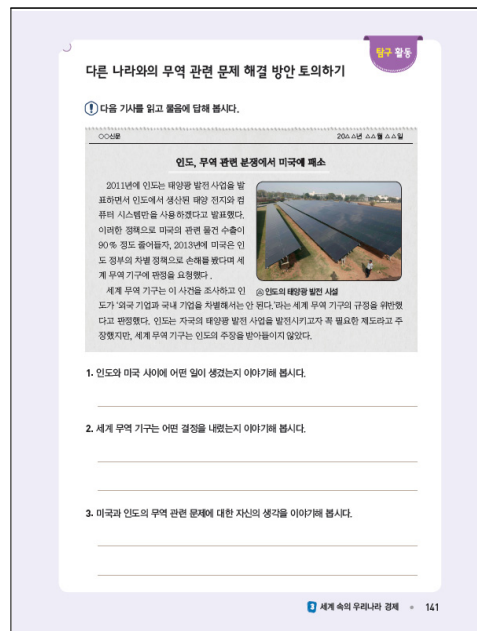 탐구 활동
다른 나라와의 무역 관련 문제 해결 방안 토의하기
! 다음 기사를 읽고 물음에 답해 봅시다.
○○신문 20△△년 △△월 △△일
인도, 무역 관련 분쟁에서 미국에 패소
2011년에 인도는 태양광 발전 사업을 발
표하면서 인도에서 생산된 태양 전지와 컴
퓨터 시스템만을 사용하겠다고 발표했다.
이러한 정책으로 미국의 관련 물건 수출이
90% 정도 줄어들자, 2013년에 미국은 인
도 정부의 차별 정책으로 손해를 봤다며 세
계 무역 기구에 판정을 요청했다.
세계 무역 기구는 이 사건을 조사하고 인
인도의 태양광 발전 시설
도가 '외국 기업과 국내 기업을 차별해서는 안 된다.'라는 세계 무역 기구의 규정을 위반했
다고 판정했다. 인도는 자국의 태양광 발전 사업을 발전시키고자 꼭 필요한 제도라고 주
장했지만, 세계 무역 기구는 인도의 주장을 받아들이지 않았다.
1. 인도와 미국 사이에 어떤 일이 생겼는지 이야기해 봅시다.
2. 세계 무역 기구는 어떤 결정을 내렸는지 이야기해 봅시다.
3. 미국과 인도의 무역 관련 문제에 대한 자신의 생각을 이야기해 봅시다.
3 세계 속의 우리나라 경제 • 141